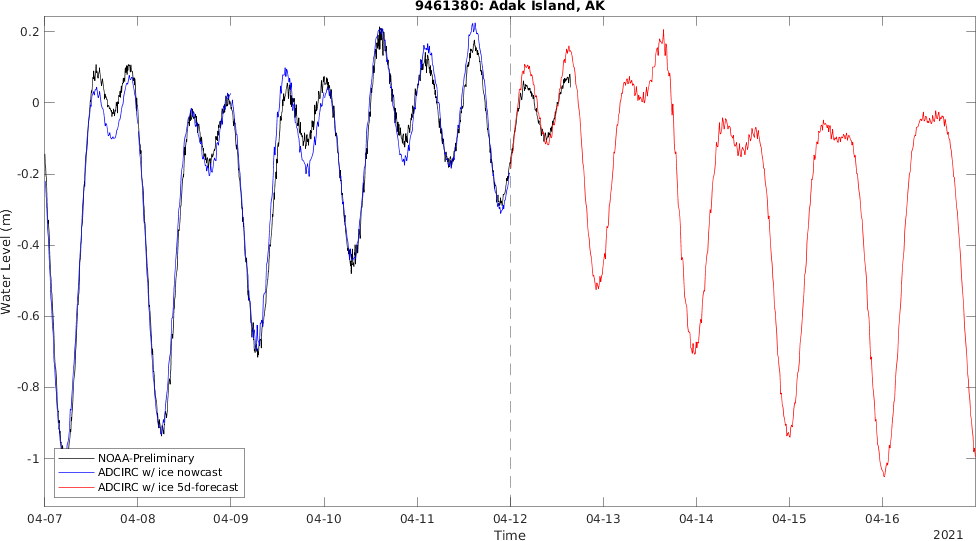 9461380: Adak Island, AK
0.2
0
-0.2
-0.4
-0.6
-0.8
-1
Water Level (m)
NOAA-Preliminary
ADCIRC w/ ice nowcast
ADCIRC w/ ice 5d-forecast
04-07 04-08 04-09 04-10 04-11 04-12 04-13 04-14 04-15 04-16
Time
2021